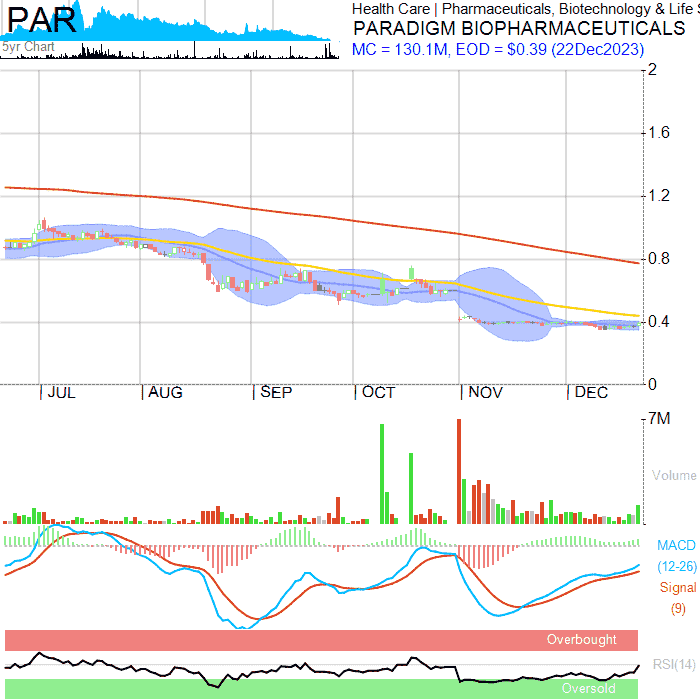 PAR
5yr Chart
Health Care | Pharmaceuticals, Biotechnology & Life S
PARADIGM BIOPHARMACEUTICALS
MC = 130.1M, EOD = $0.39 (22Dec2023)
2
1.6
1.2
0.8
0.4
0
JUL AUG SEP OCT NOV DEC
7M
Volume
MACD
(12-26)
Signal
(9)
Overbought
RSI(14)
Oversold